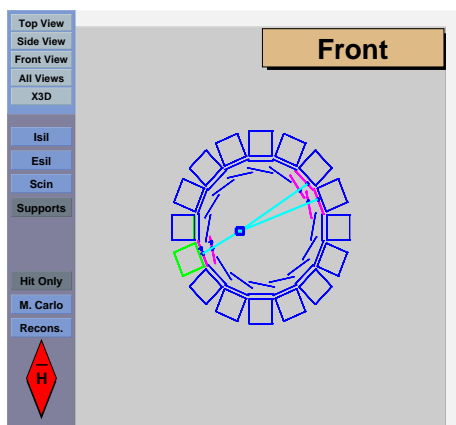 Top View
Side View
Front View
All Views
X3D
Isil
Esil
Scin
Supports
Hit Only
M. Carlo
Recons.
H̅
Front